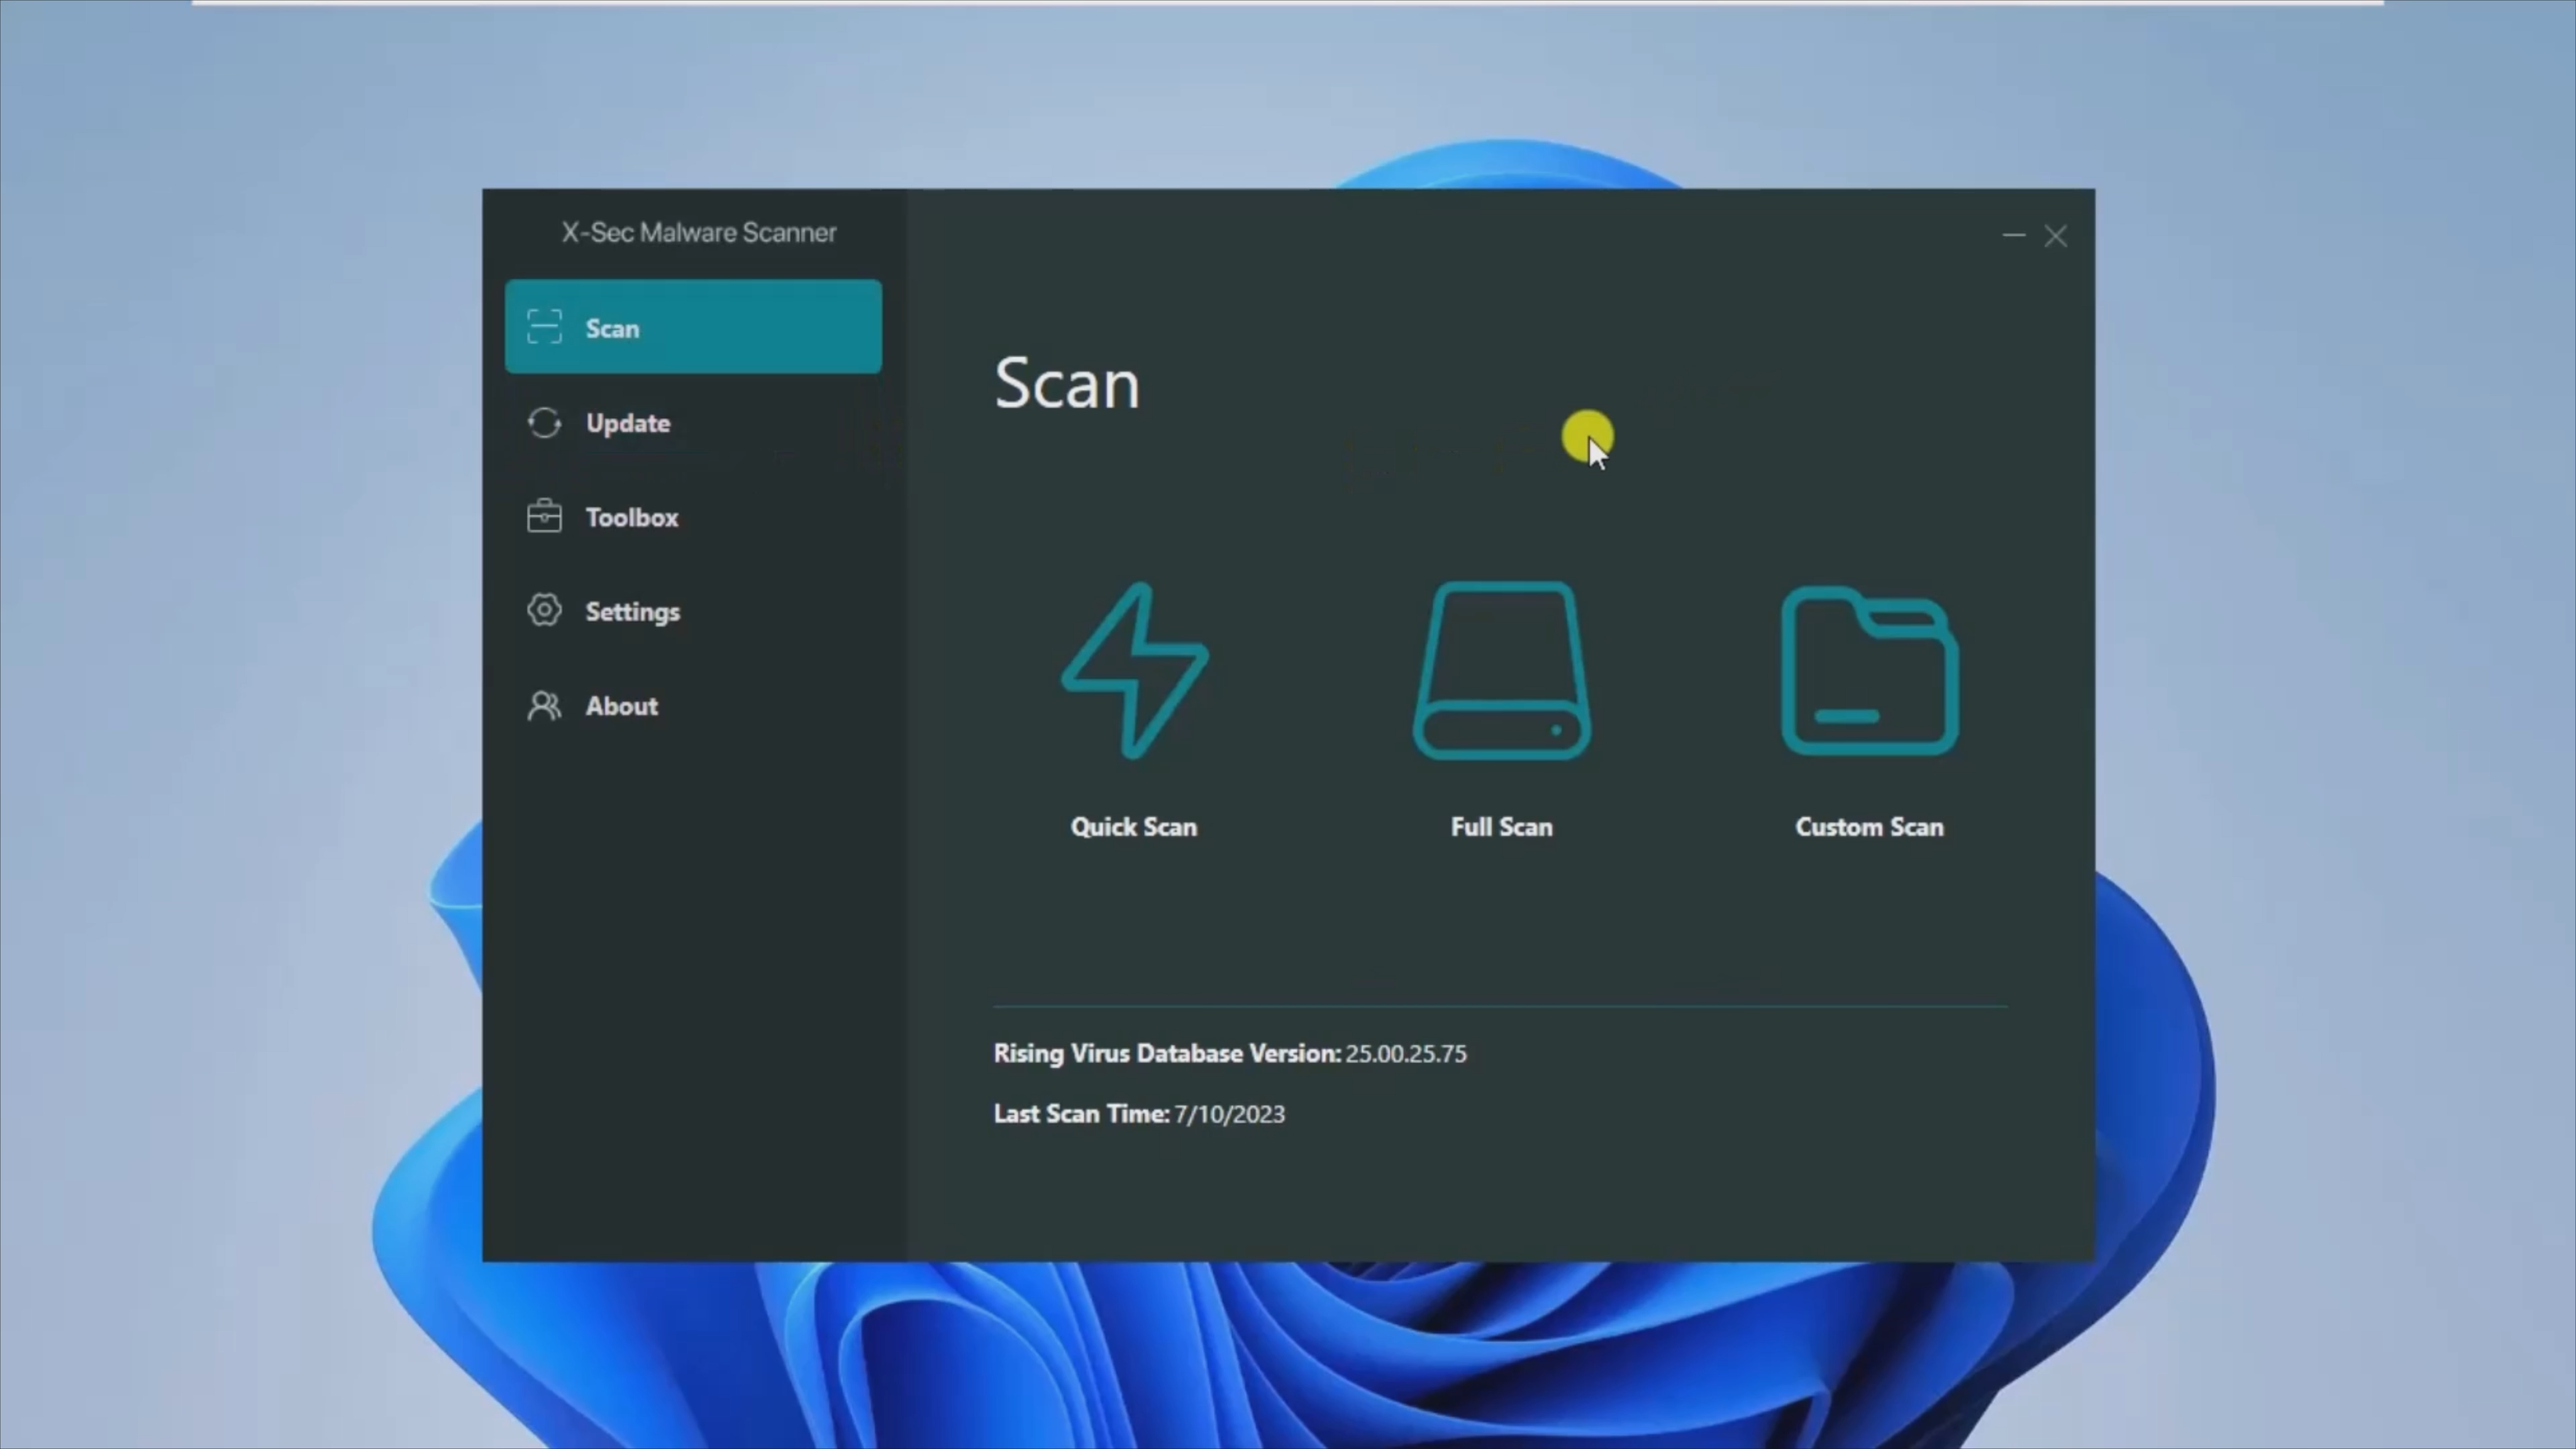 X-Sec Malware Scanner
Scan
Update
Toolbox
Settings
About
Scan
Quick Scan
Full Scan
Custom Scan
Rising Virus Database Version: 25.00.25.75
Last Scan Time: 7/10/2023